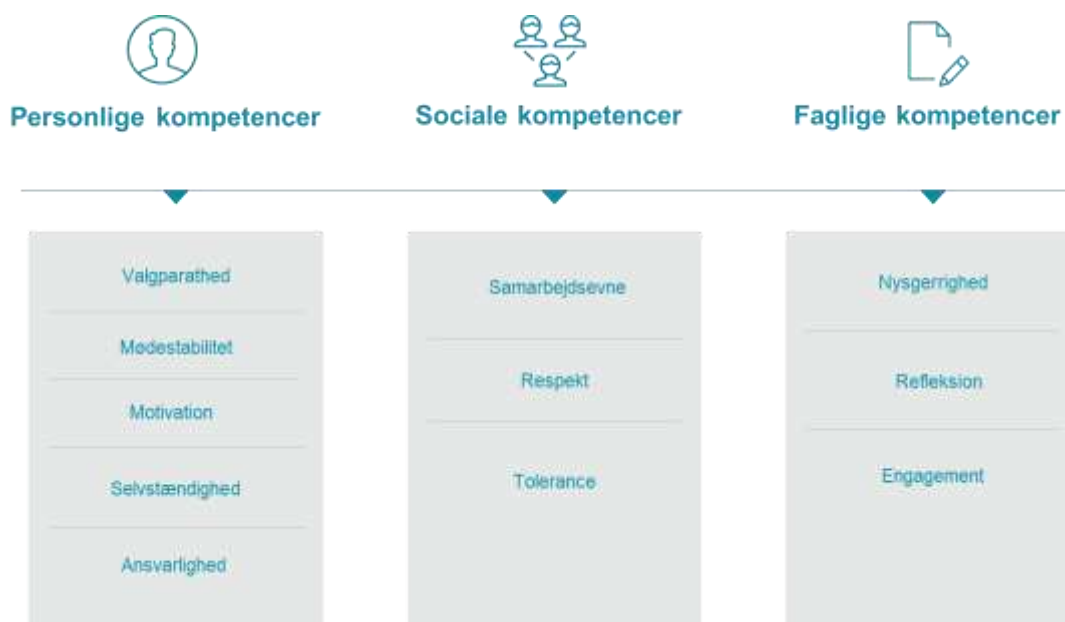 Personlige kompetencer
Sociale kompetencer
Faglige kompetencer
Valgparathed
Mødestabilitet
Motivation
Selvstændighed
Ansvarlighed
Samarbejdsevne
Respekt
Tolerance
Nysgerrighed
Refleksion
Engagement